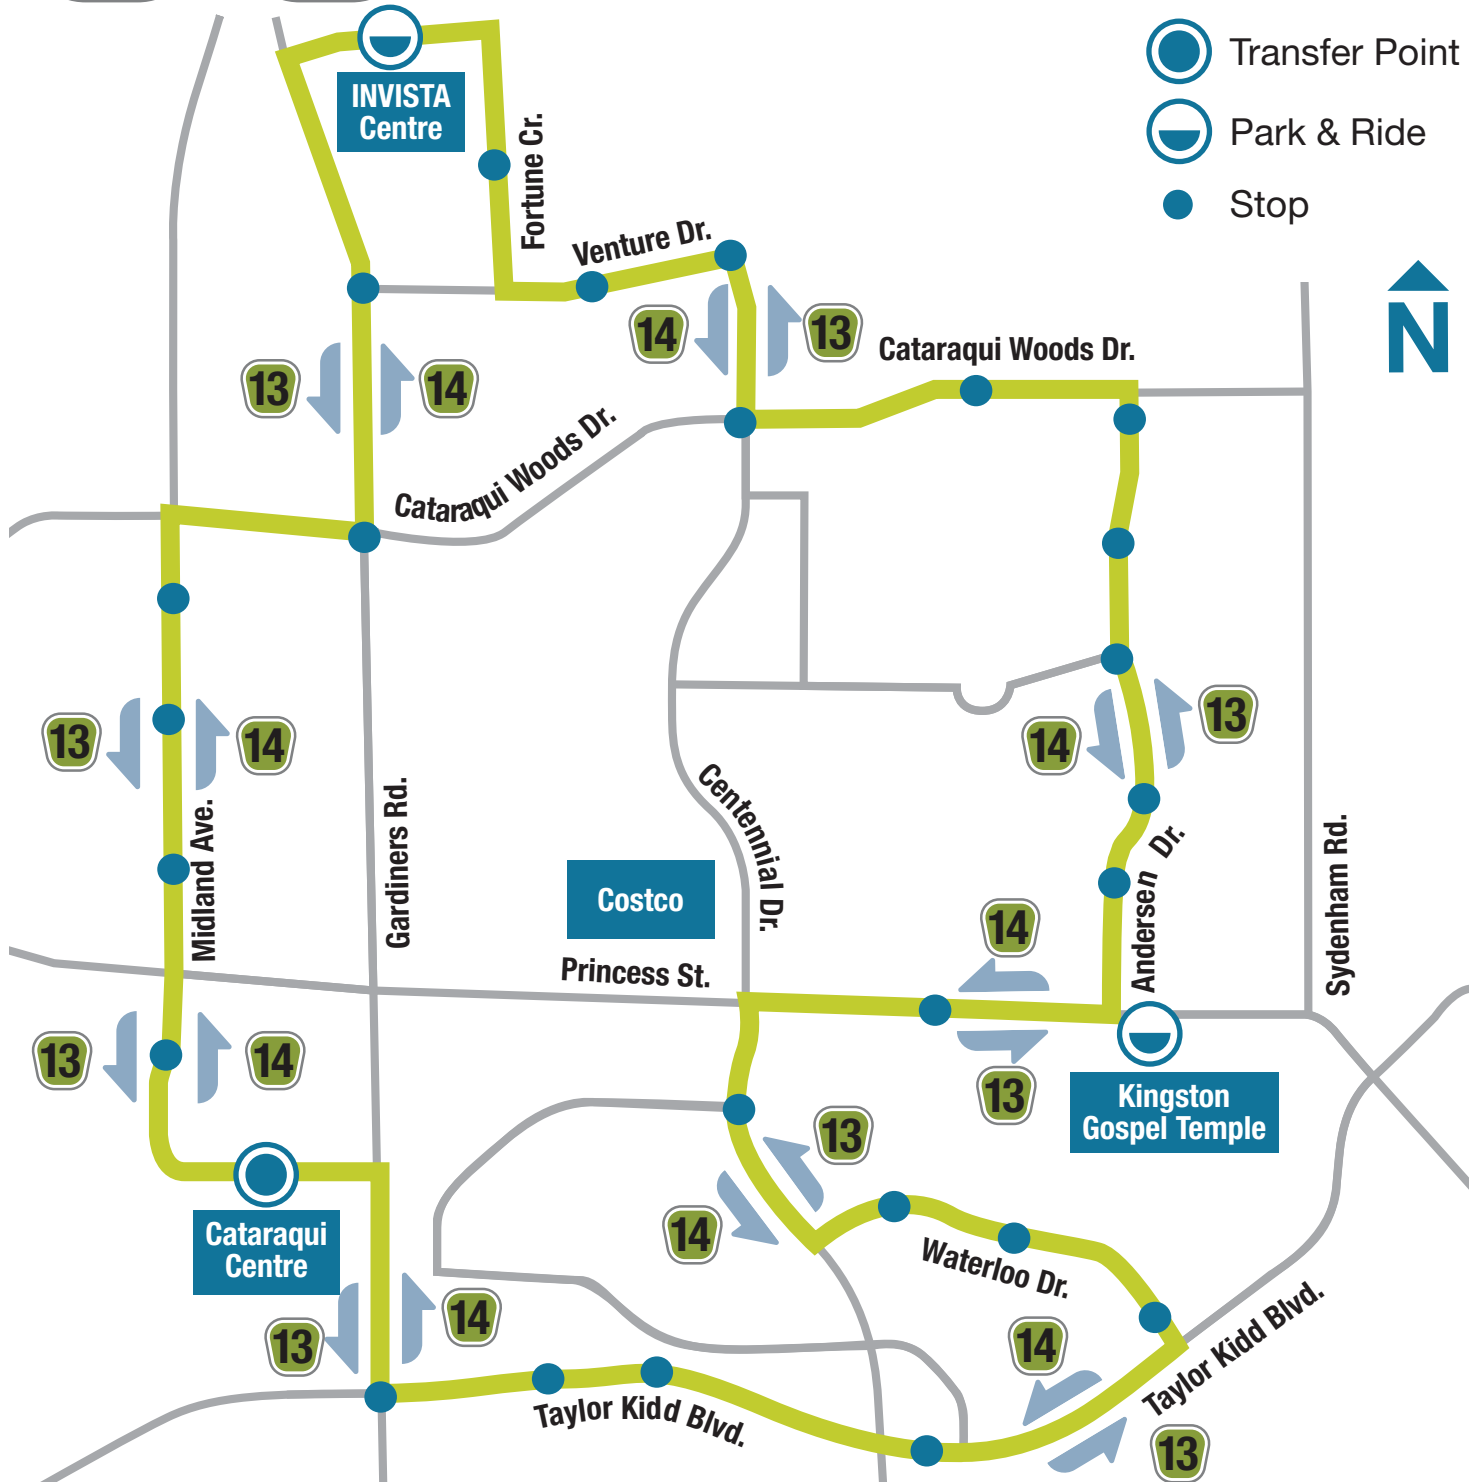 Transfer Point
Park & Ride
Stop
N
INVISTA
Centre
Fortune Cr.
Venture Dr.
14
13
Cataraqui Woods Dr.
13
14
Cataraqui Woods Dr.
13
14
14
13
Midland Ave.
Gardiners Rd.
Centennial Dr.
Andersen Dr.
Sydenham Rd.
Costco
Princess St.
14
13
13
14
Kingston
Gospel Temple
13
14
Cataraqui
Centre
Waterloo Dr.
13
14
14
Taylor Kidd Blvd.
Taylor Kidd Blvd.
13